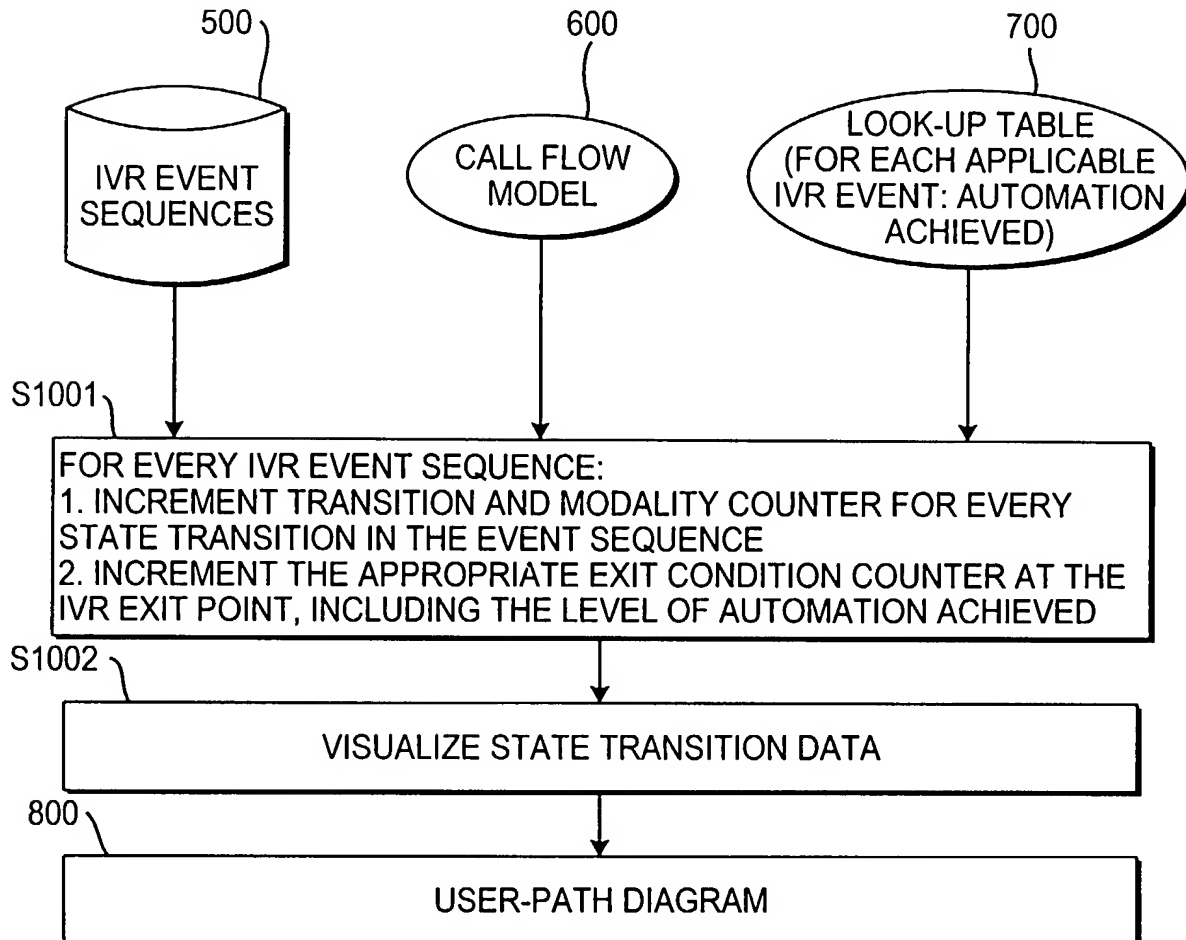 500
600
700
IVR EVENT
SEQUENCES
CALL FLOW
MODEL
LOOK-UP TABLE
(FOR EACH APPLICABLE
IVR EVENT: AUTOMATION
ACHIEVED)
S1001
FOR EVERY IVR EVENT SEQUENCE:
1. INCREMENT TRANSITION AND MODALITY COUNTER FOR EVERY
STATE TRANSITION IN THE EVENT SEQUENCE
2. INCREMENT THE APPROPRIATE EXIT CONDITION COUNTER AT THE
IVR EXIT POINT, INCLUDING THE LEVEL OF AUTOMATION ACHIEVED
S1002
VISUALIZE STATE TRANSITION DATA
800
USER-PATH DIAGRAM